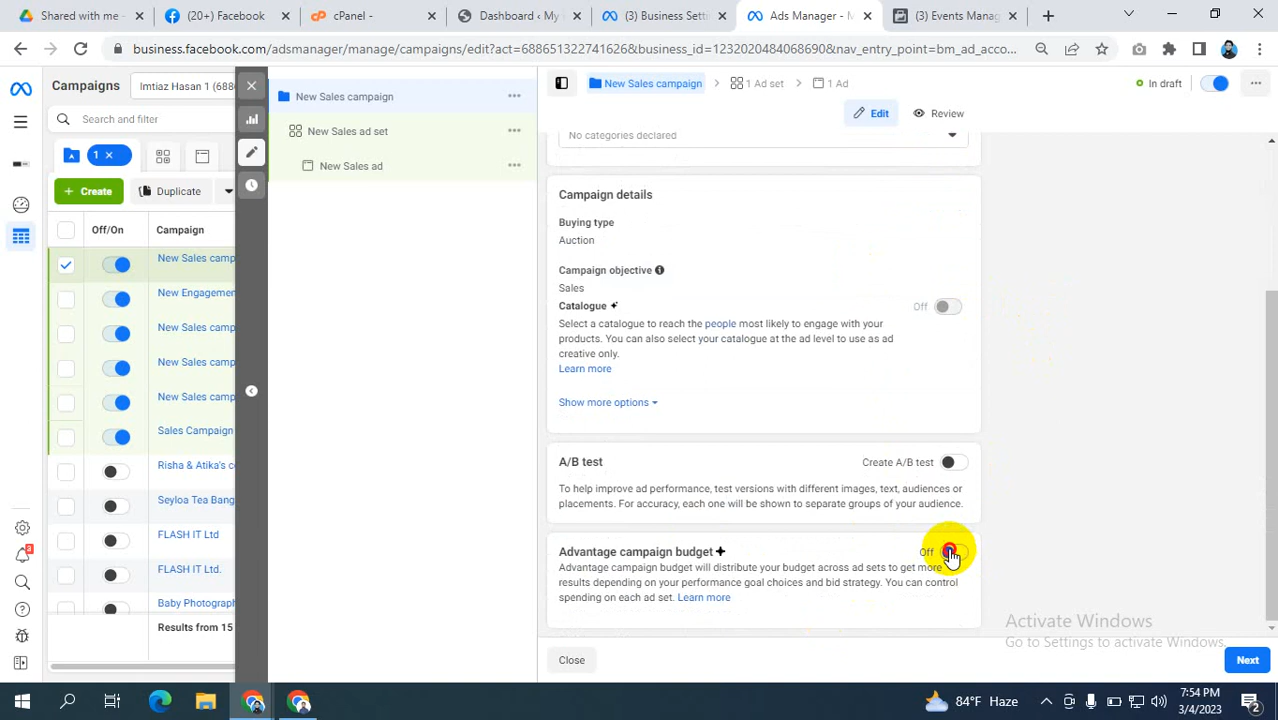 Shared with me -
(20+) Facebook
cPanel -
Dashboard ‹ My
(3) Business Setti
Ads Manager - M
(3) Events Manag
business.facebook.com/adsmanager/manage/campaigns/edit?act=688651322741626&business_id=1232020484068690&nav_entry_point=bm_ad_acco...
Campaigns
Imtiaz Hasan 1 (688
Search and filter
1
Create
Duplicate
Off/On
Campaign
New Sales camp
New Engagemen
New Sales camp
New Sales camp
New Sales camp
Sales Campaign
Risha & Atika's c
Seyloa Tea Bang
FLASH IT Ltd
FLASH IT Ltd.
Baby Photograph
Results from 15
New Sales campaign
New Sales ad set
New Sales ad
New Sales campaign
1 Ad set
1 Ad
In draft
Edit
Review
No categories declared
Campaign details
Buying type
Auction
Campaign objective
Sales
Catalogue
Off
Select a catalogue to reach the people most likely to engage with your
products. You can also select your catalogue at the ad level to use as ad
creative only.
Learn more
Show more options
A/B test
Create A/B test
To help improve ad performance, test versions with different images, text, audiences or
placements. For accuracy, each one will be shown to separate groups of your audience.
Advantage campaign budget
Off
Advantage campaign budget will distribute your budget across ad sets to get more
results depending on your performance goal choices and bid strategy. You can control
spending on each ad set. Learn more
Activate Windows
Go to Settings to activate Windows.
Close
Next
84°F Haze
7:54 PM
3/4/2023
2